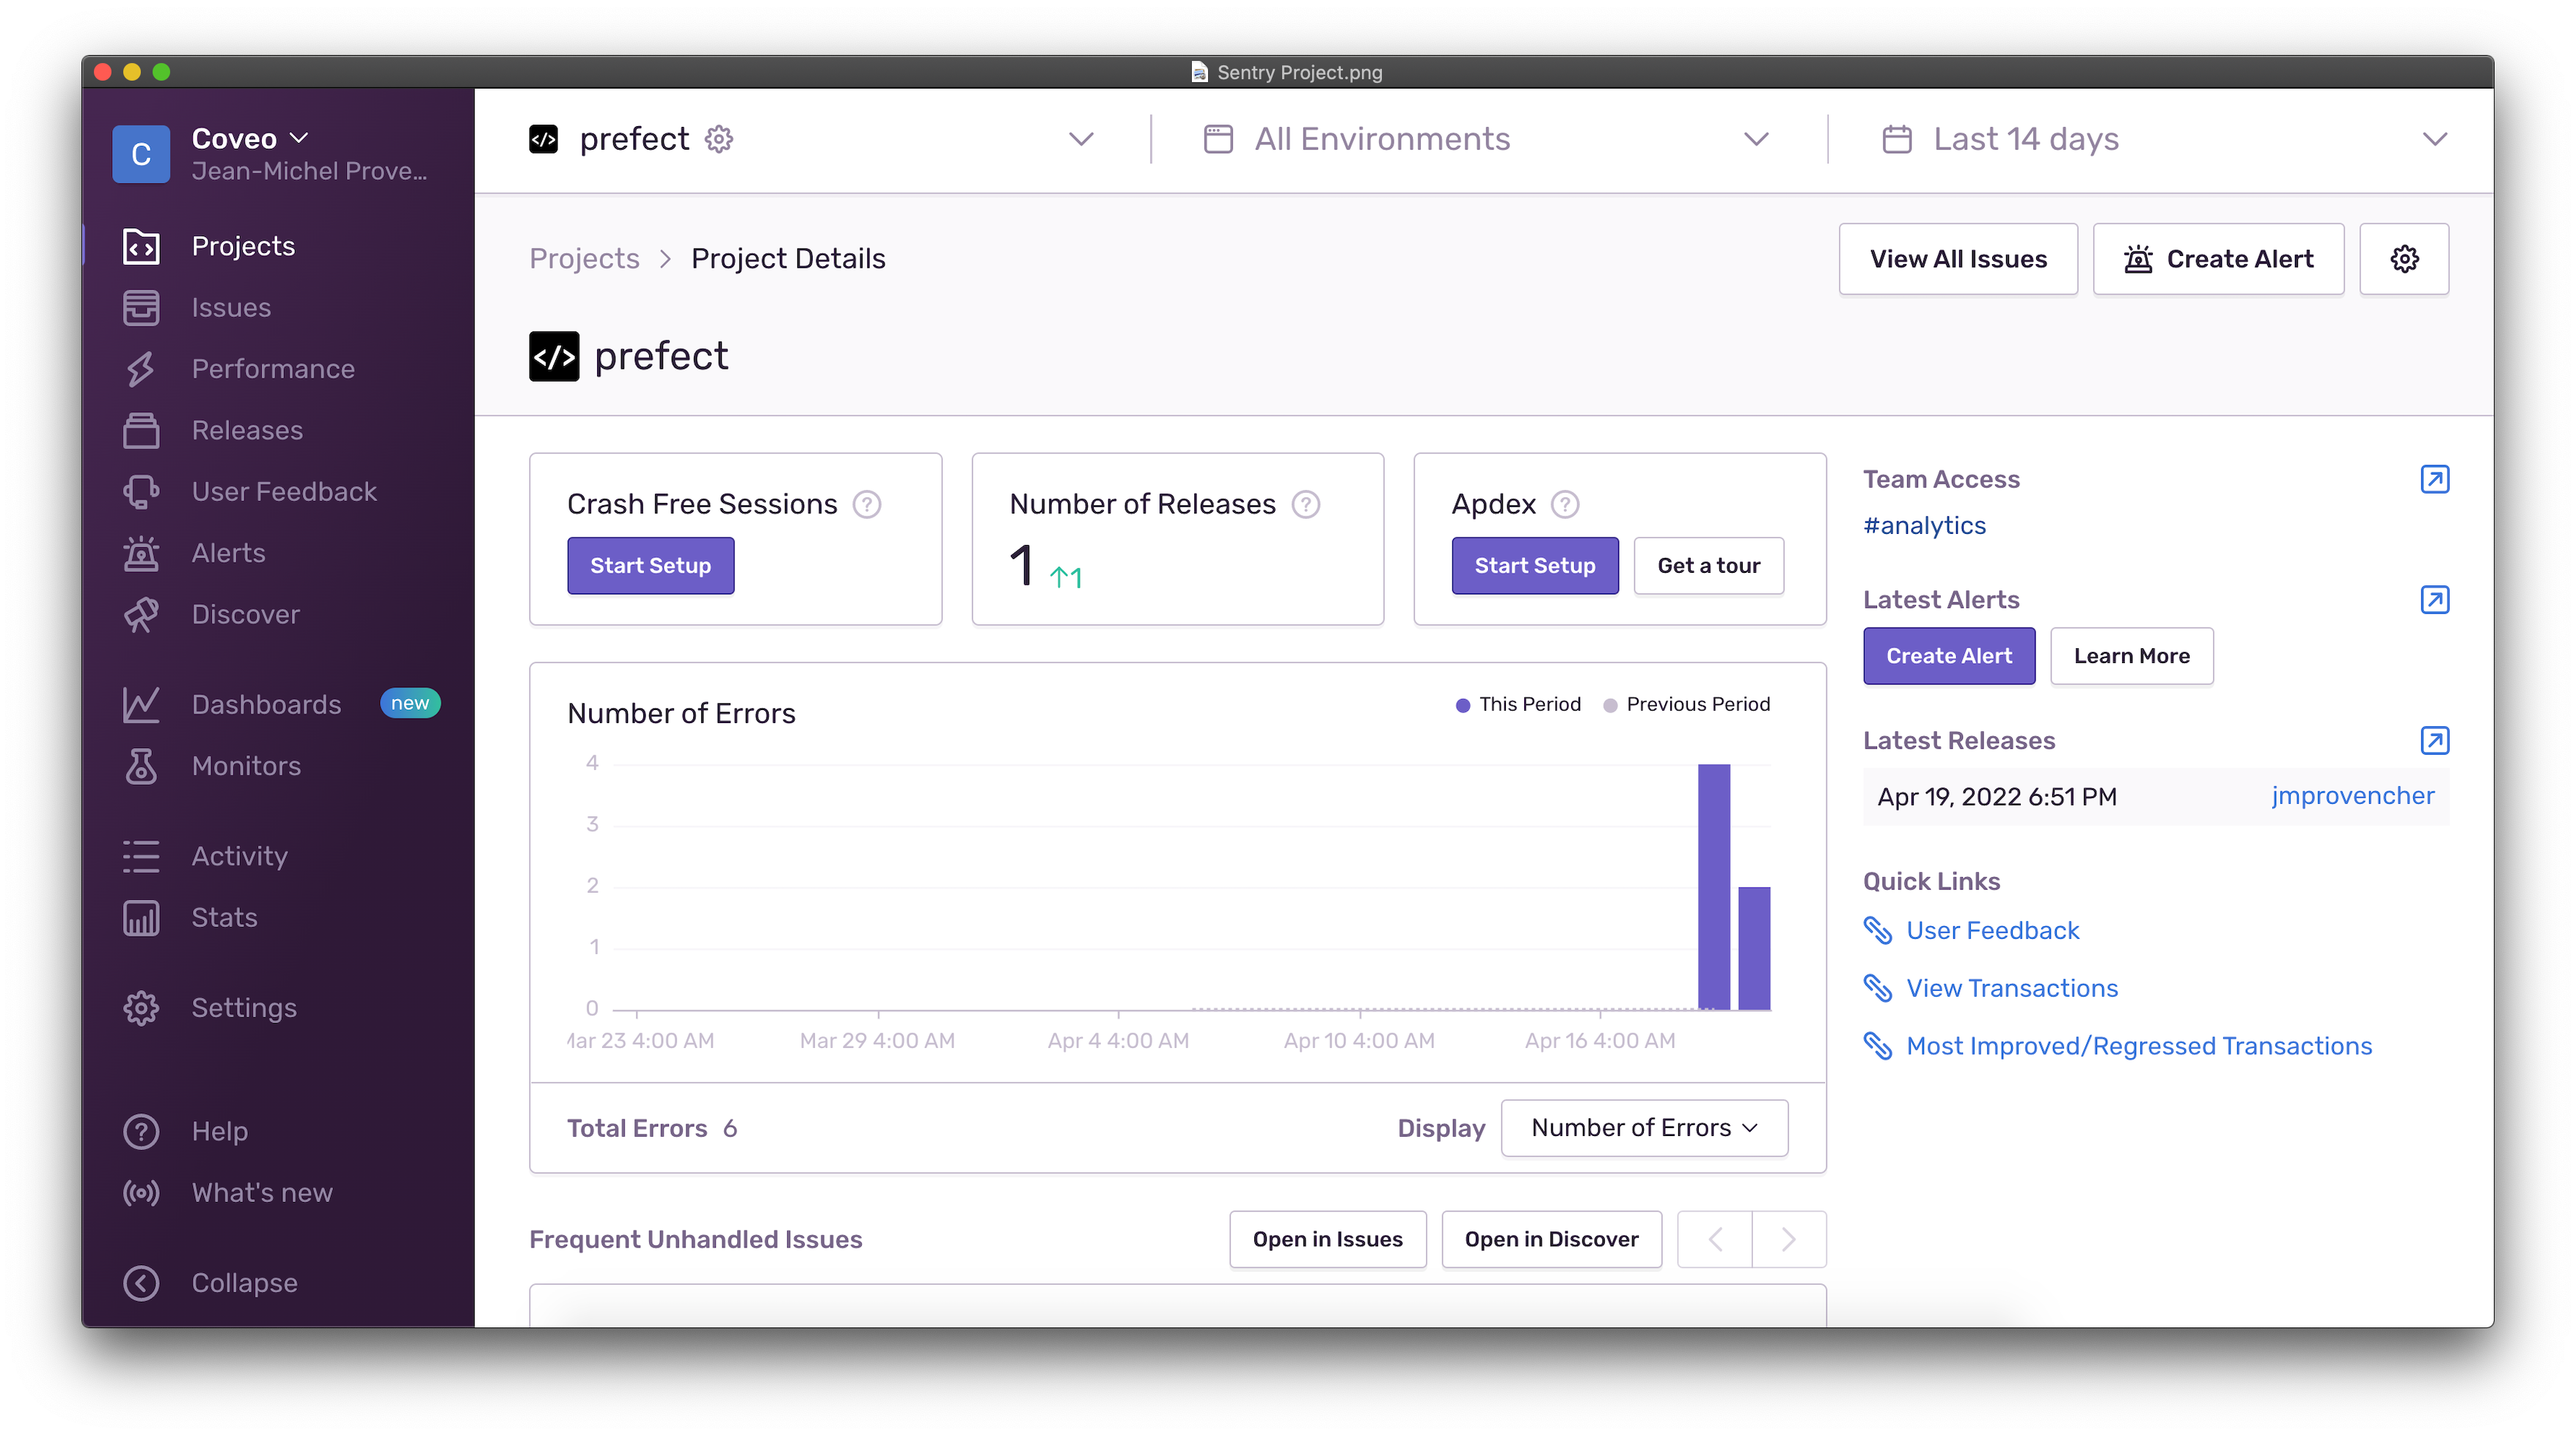 Sentry Project.png
C
Coveo
Jean-Michel Prove...
Projects
Issues
Performance
Releases
User Feedback
Alerts
Discover
Dashboards new
Monitors
Activity
Stats
Settings
Help
What's new
Collapse
</> prefect
All Environments
Last 14 days
Projects > Project Details
View All Issues
Create Alert
</> prefect
Crash Free Sessions ?
Start Setup
Number of Releases ?
1 ↑1
Apdex ?
Start Setup
Get a tour
Number of Errors
This Period
Previous Period
4
3
2
1
0
Mar 23 4:00 AM
Mar 29 4:00 AM
Apr 4 4:00 AM
Apr 10 4:00 AM
Apr 16 4:00 AM
Total Errors 6
Display
Number of Errors
Frequent Unhandled Issues
Open in Issues
Open in Discover
Team Access
#analytics
Latest Alerts
Create Alert
Learn More
Latest Releases
Apr 19, 2022 6:51 PM
jmprovencher
Quick Links
User Feedback
View Transactions
Most Improved/Regressed Transactions